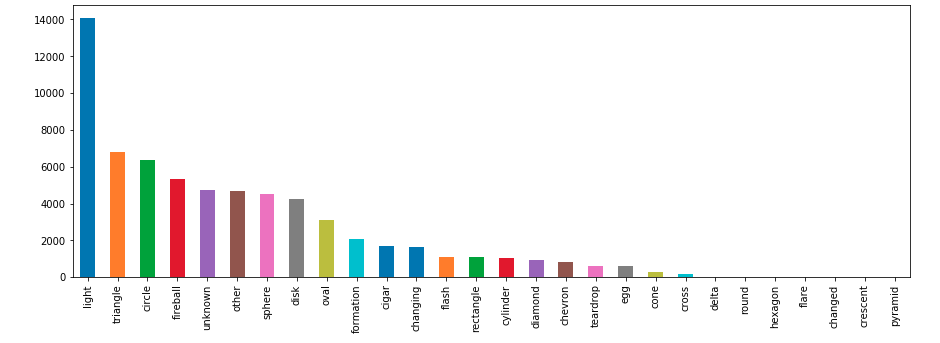 14000
12000
10000
8000
6000
4000
2000
0
light
triangle
circle
fireball
unknown
other
sphere
disk
oval
formation
cigar
changing
flash
rectangle
cylinder
diamond
chevron
teardrop
egg
cone
cross
delta
round
hexagon
flare
changed
crescent
pyramid